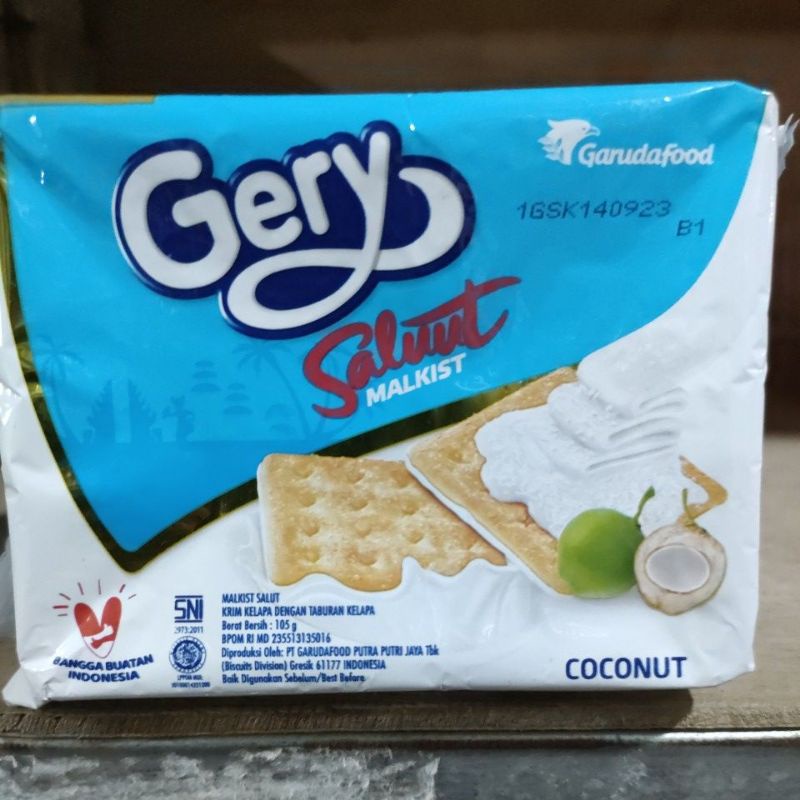 Gery
Saluut
MALKIST
Garudafood
1GSK140923
B1
BANGGA BUATAN
INDONESIA
SNI
2973:2011
MALKIST SALUT
KRIM KELAPA DENGAN TABURAN KELAPA
Berat Bersih : 105 g
BPOM RI MD 235513135016
Diproduksi Oleh: PT GARUDAFOOD PUTRA PUTRI JAYA Tbk
(Biscuits Division) Gresik 61177 INDONESIA
Baik Digunakan Sebelum/Best Before
COCONUT